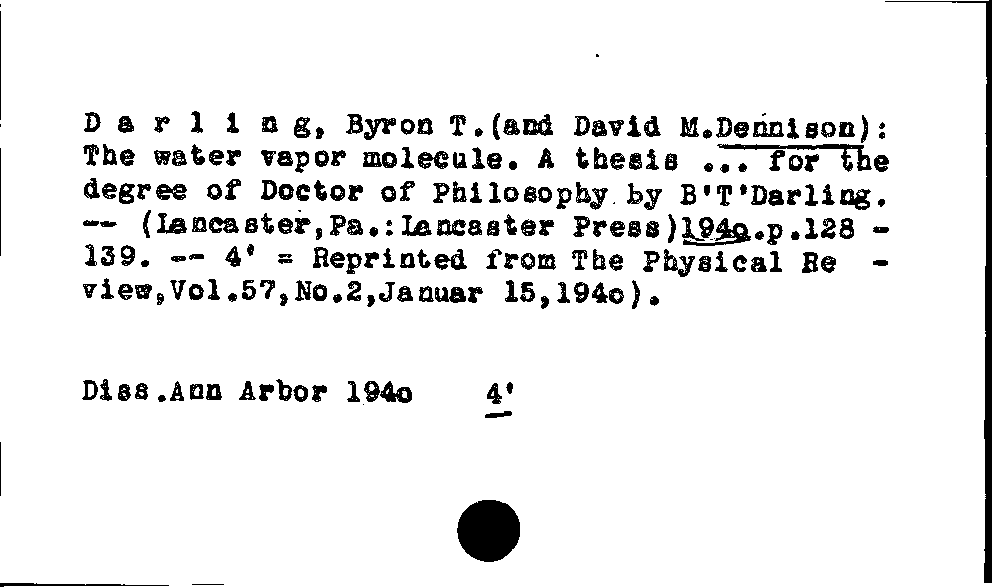 D a r l i n g, Byron T.(and David M.Dennison):
The water vapor molecule. A thesis ... for the
degree of Doctor of Philosophy by B'T'Darling.
-- (Lancaster,Pa.:Lancaster Press)194o.p.128 -
139. -- 4' = Reprinted from The Physical Re -
view,Vol.57,No.2,Januar 15,194o).
Diss.Ann Arbor 194o 4'